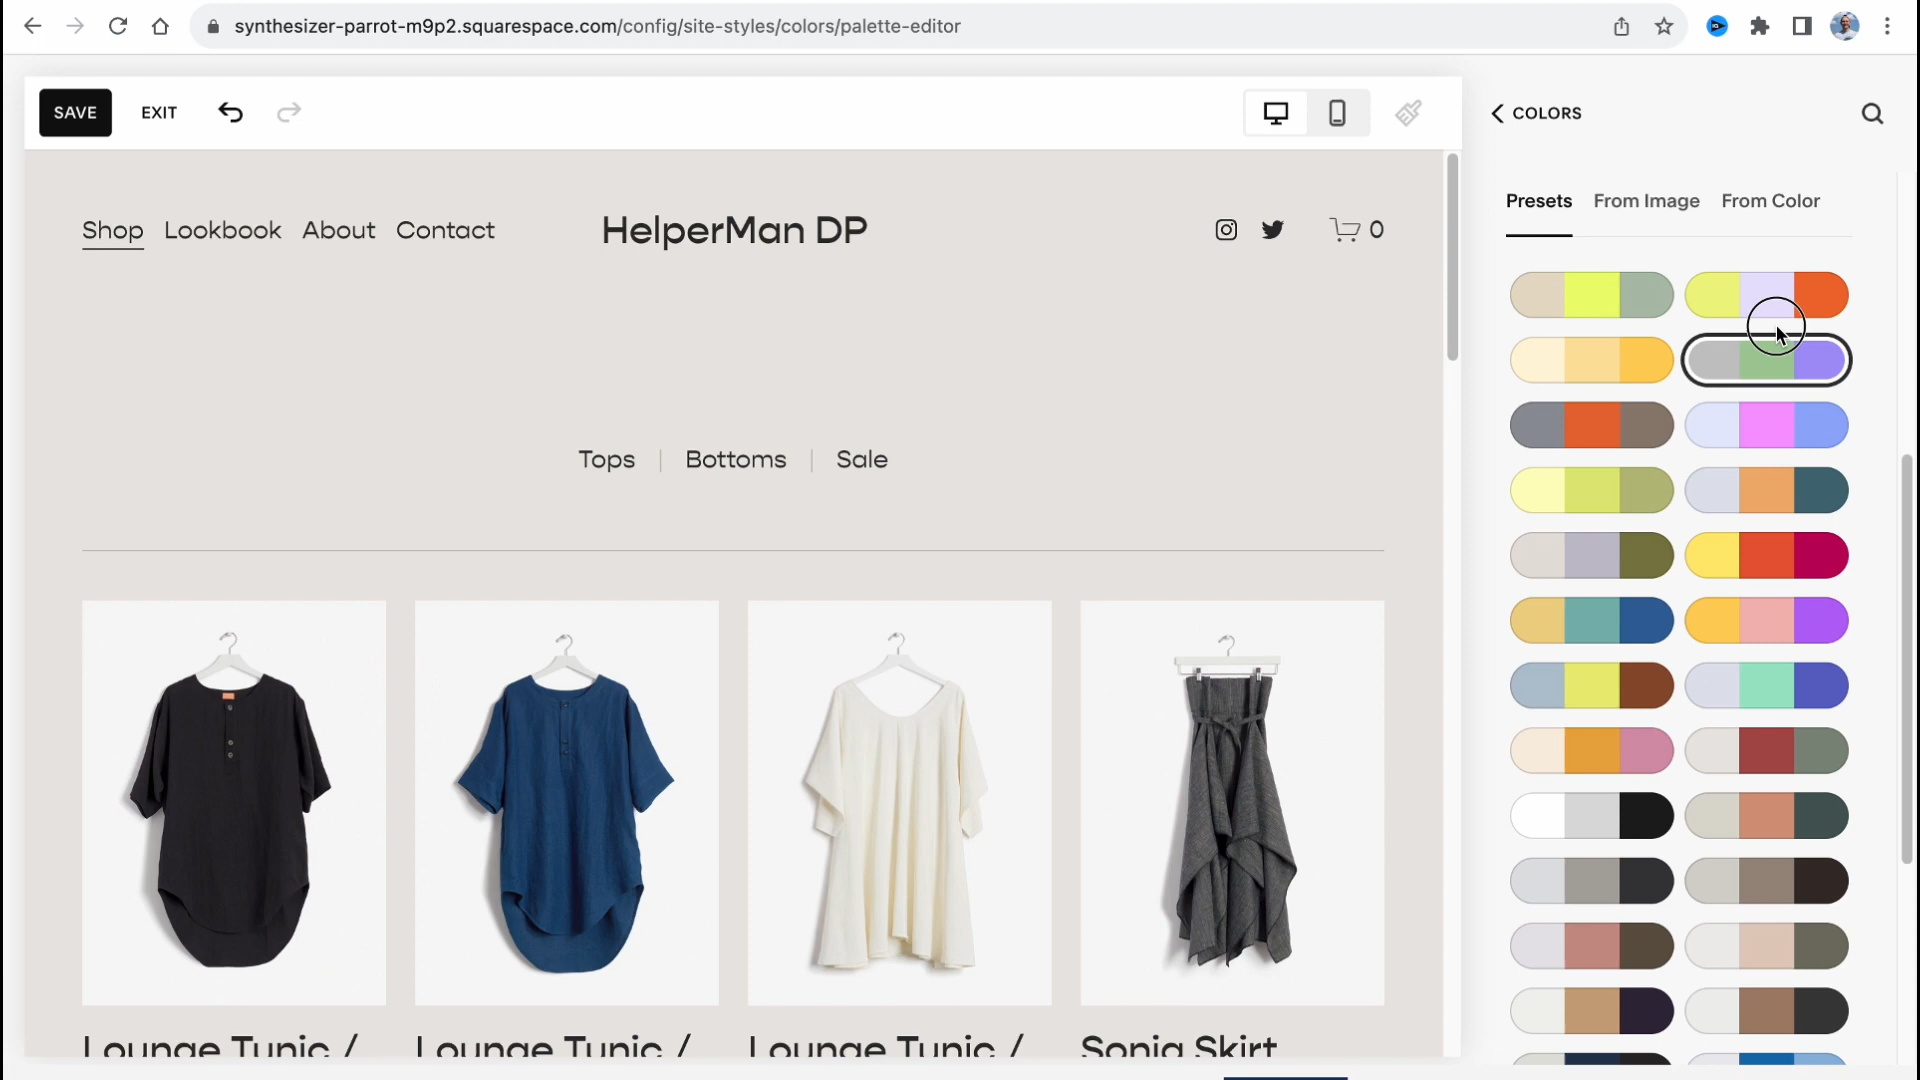 synthesizer-parrot-m9p2.squarespace.com/config/site-styles/colors/palette-editor
SAVE EXIT
COLORS
Presets From Image From Color
Shop Lookbook About Contact HelperMan DP 0
Tops Bottoms Sale
Lounge Tunic / Lounge Tunic / Lounge Tunic / Sonia Skirt